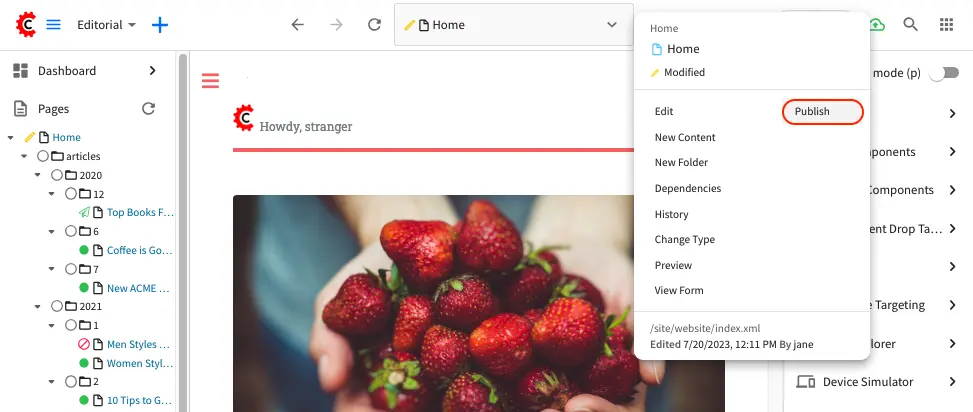 Editorial
Home
Home
Home
Modified
mode (p)
Dashboard
Pages
Home
articles
2020
12
Top Books F...
6
Coffee is Go...
7
New ACME ...
2021
1
Men Styles ...
Women Styl...
2
10 Tips to G...
C
Howdy, stranger
Edit
Publish
New Content
New Folder
Dependencies
History
Change Type
Preview
View Form
/site/website/index.xml
Edited 7/20/2023, 12:11 PM By jane
ponents
Components
ent Drop Ta...
e Targeting
lorer
Device Simulator